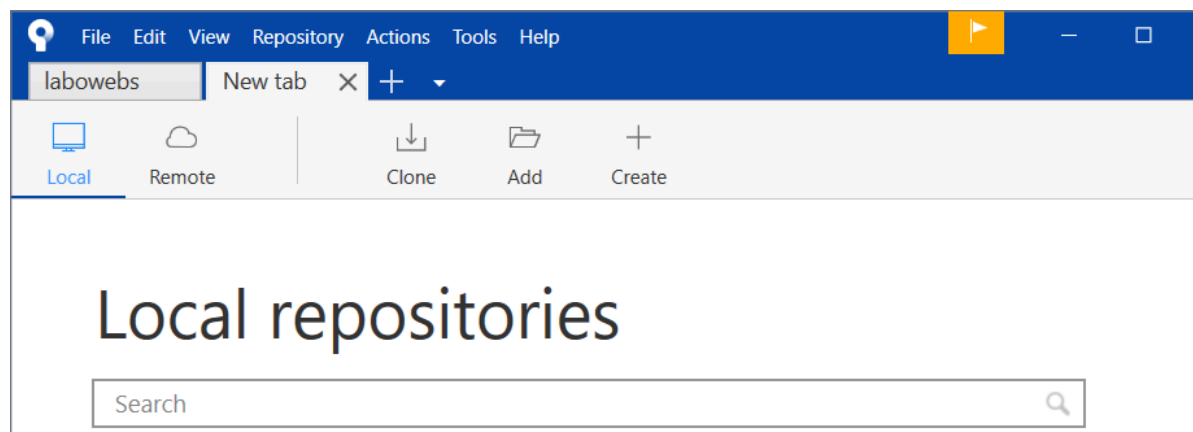 File Edit View Repository Actions Tools Help
labowebs New tab
Local Remote Clone Add Create
Local repositories
Search